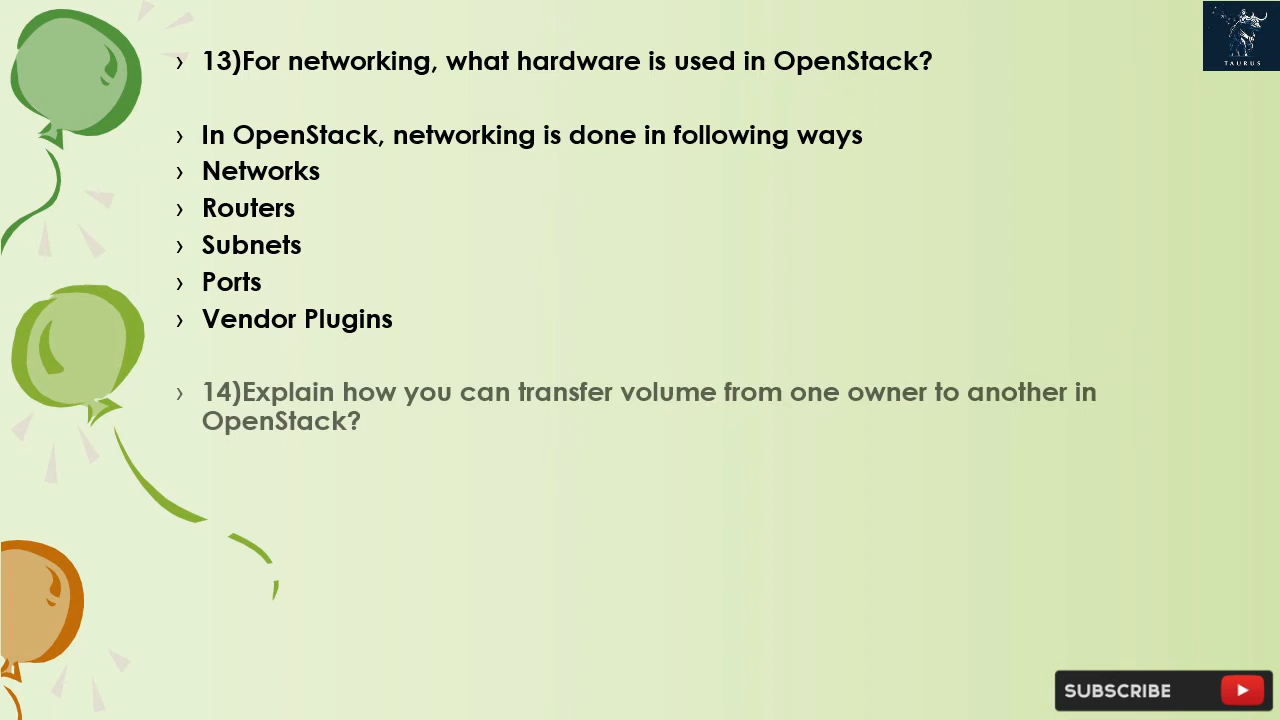 13)For networking, what hardware is used in OpenStack?
In OpenStack, networking is done in following ways
Networks
Routers
Subnets
Ports
Vendor Plugins
14)Explain how you can transfer volume from one owner to another in
OpenStack?
TAURUS
SUBSCRIBE